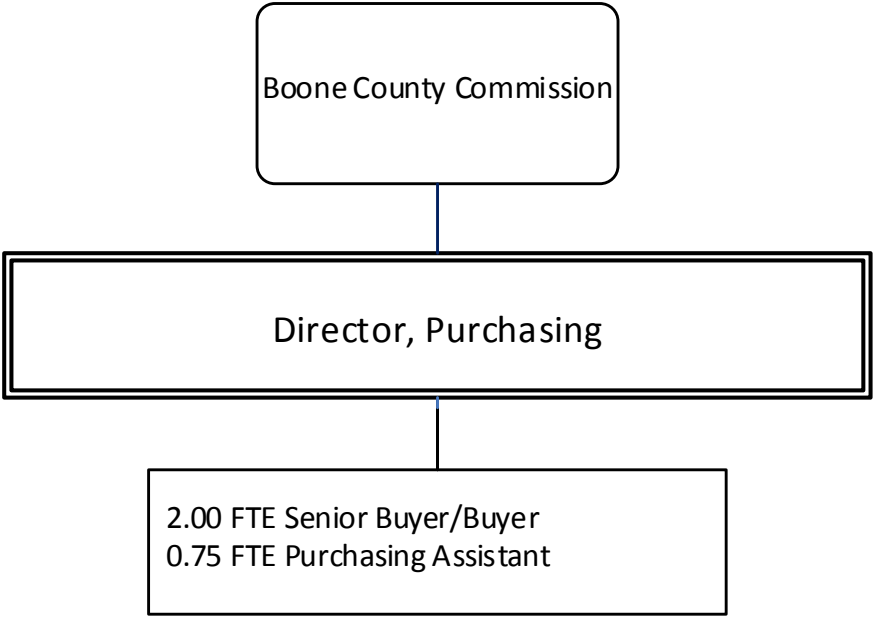 Boone County Commission
Director, Purchasing
2.00 FTE Senior Buyer/Buyer
0.75 FTE Purchasing Assistant